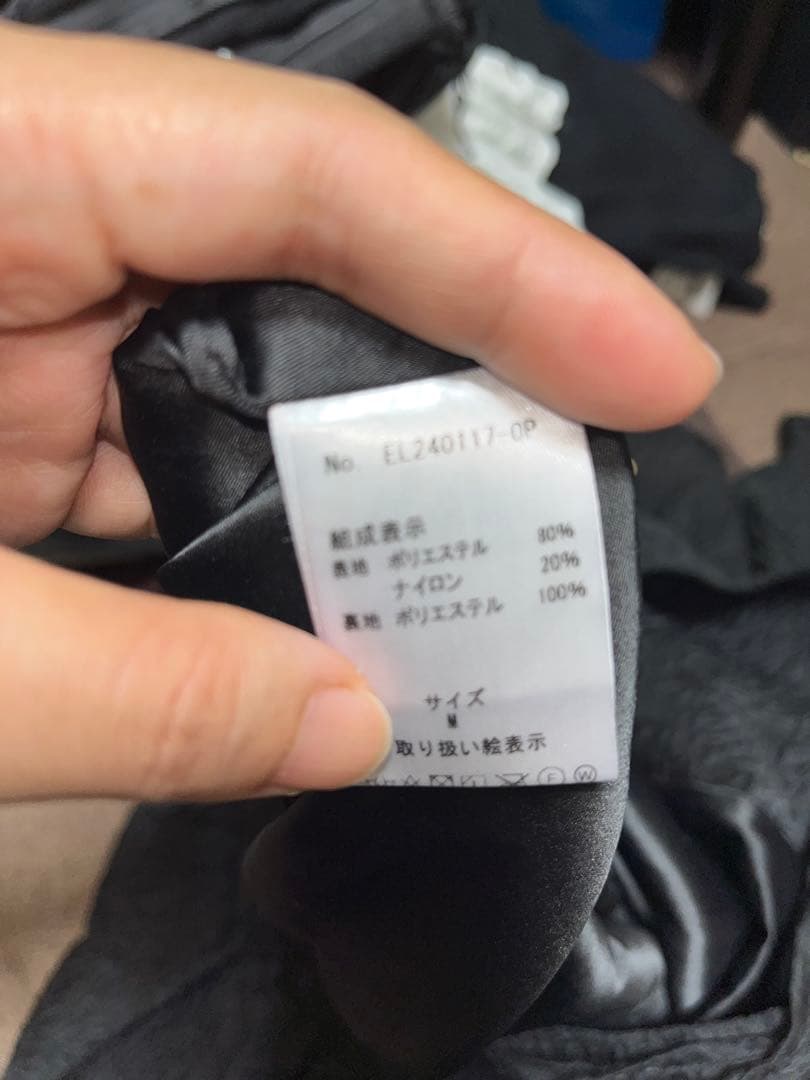 No. EL240117-OP
組成表示
表地 ポリエステル 80%
ナイロン 20%
裏地 ポリエステル 100%
サイズ
M
取り扱い絵表示
F W